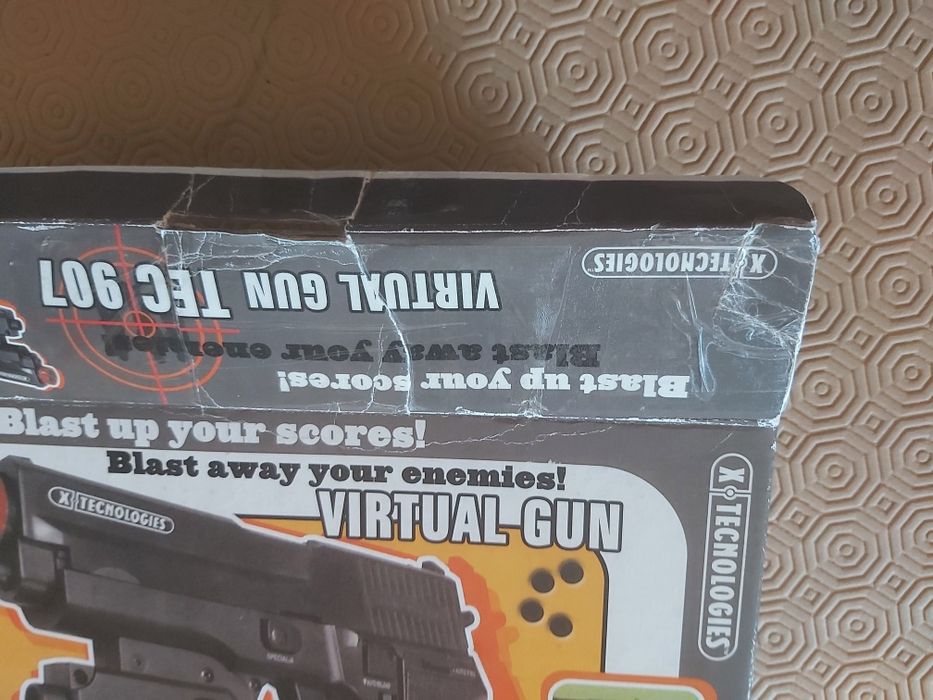 X TECNOLOGIES
VIRTUAL GUN TEC 907
Blast away your enemies!
Blast up your scores!
Blast up your scores!
Blast away your enemies!
VIRTUAL GUN
X TECNOLOGIES
X TECNOLOGIES